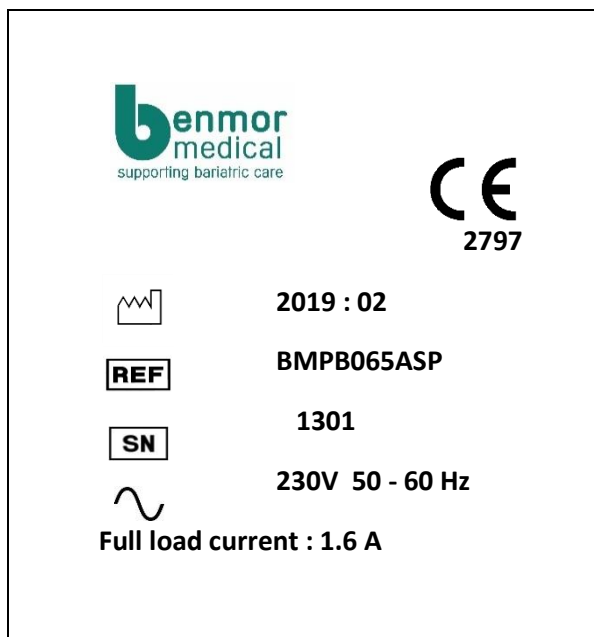 benmor
medical
supporting bariatric care
CE
2797
2019 : 02
REF BMPB065ASP
SN 1301
230V 50 - 60 Hz
Full load current : 1.6 A